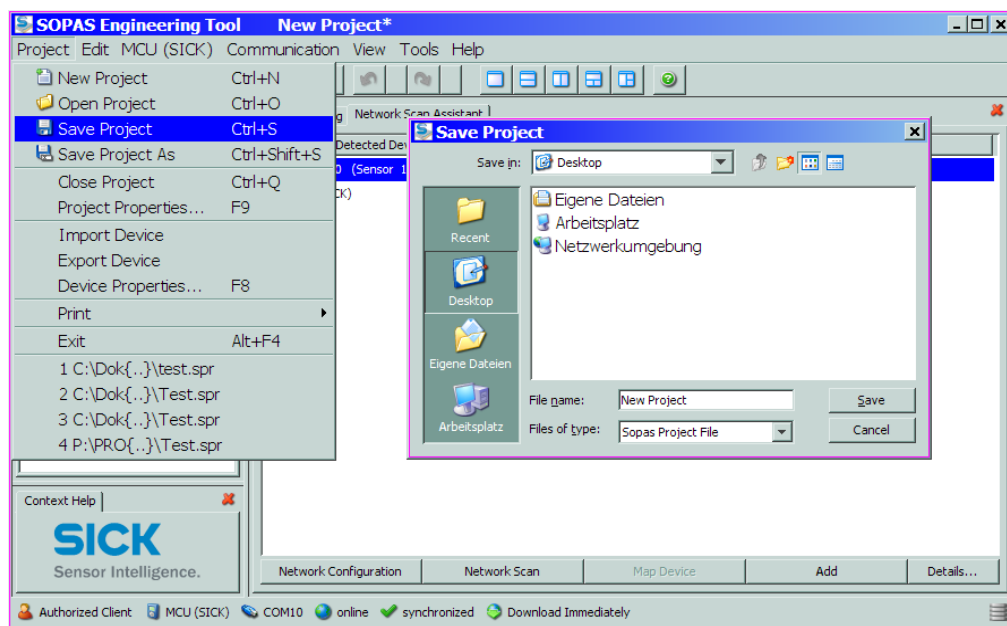 SOPAS Engineering Tool New Project*
Project Edit MCU (SICK) Communication View Tools Help
New Project Ctrl+N
Open Project Ctrl+O
Save Project Ctrl+S
Save Project As Ctrl+Shift+S
Close Project Ctrl+Q
Project Properties... F9
Import Device
Export Device
Device Properties... F8
Print
Exit Alt+F4
1 C:\Dok{..}\test.spr
2 C:\Dok{..}\Test.spr
3 C:\Dok{..}\Test.spr
4 P:\PRO{..}\Test.spr
Network Scan Assistant
Detected
(Sensor 1
Save Project
Save in: Desktop
Recent
Desktop
Eigene Dateien
Arbeitsplatz
Eigene Dateien
Arbeitsplatz
Netzwerkumgebung
File name: New Project Save
Files of type: Sopas Project File Cancel
Context Help
SICK
Sensor Intelligence.
Network Configuration Network Scan Map Device Add Details...
Authorized Client MCU (SICK) COM10 online synchronized Download Immediately